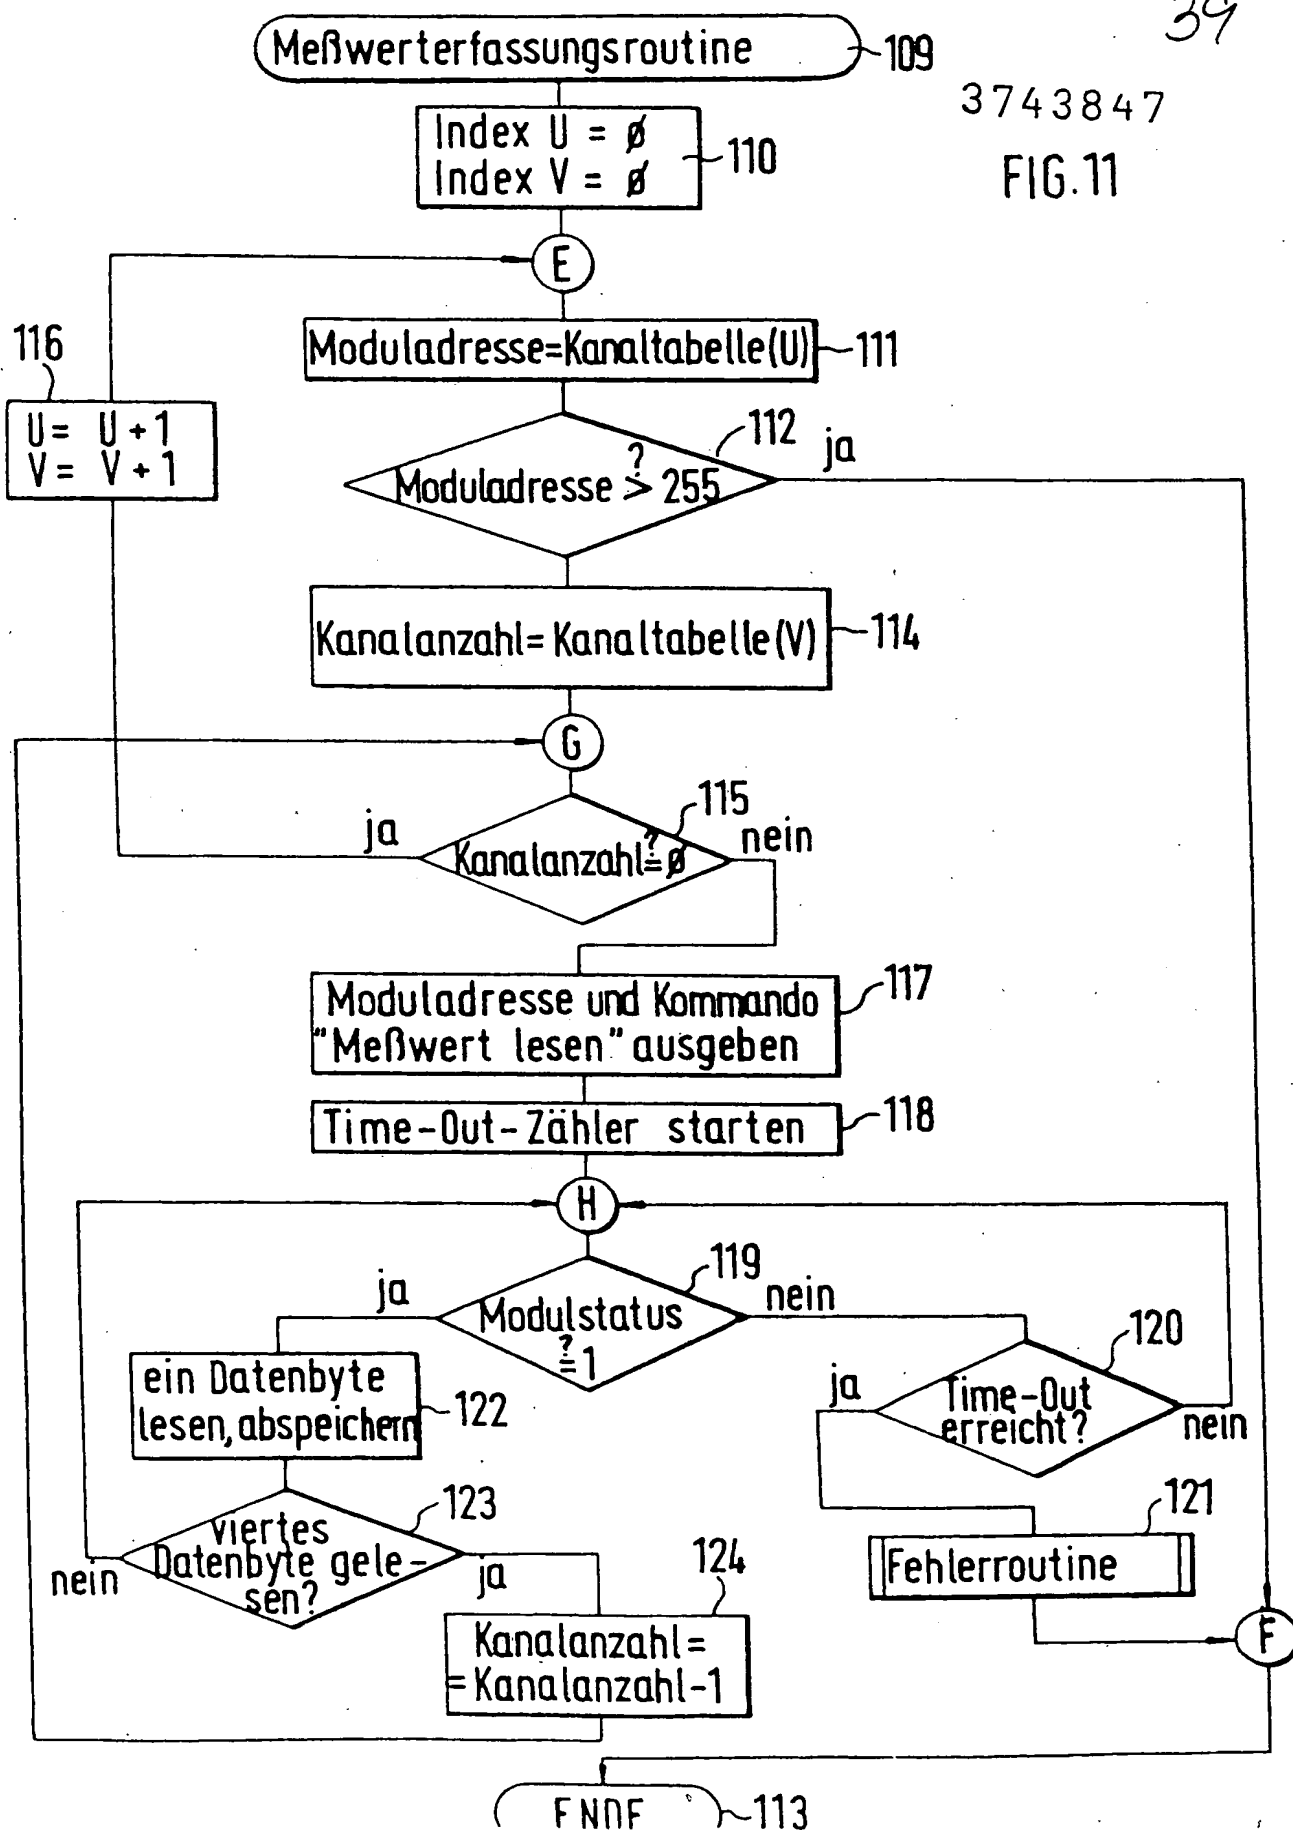 39
Meßwerterfassungsroutine
109
3743847
FIG.11
Index U = ø
Index V = ø
110
E
116
Moduladresse=Kanaltabelle(U)
111
U= U+1
V= V+1
112
ja
?
Moduladresse > 255
Kanalanzahl=Kanaltabelle(V)
114
G
115
ja
nein
?
Kanalanzahl=ø
Moduladresse und Kommando
"Meßwert lesen" ausgeben
117
Time-Out-Zähler starten
118
H
119
ja
nein
Modulstatus
?
=1
120
ein Datenbyte
lesen, abspeichern
122
ja
Time-Out
erreicht?
nein
123
viertes
Datenbyte gele-
sen?
nein
ja
121
Fehlerroutine
124
Kanalanzahl=
=Kanalanzahl-1
F
ENDE
113